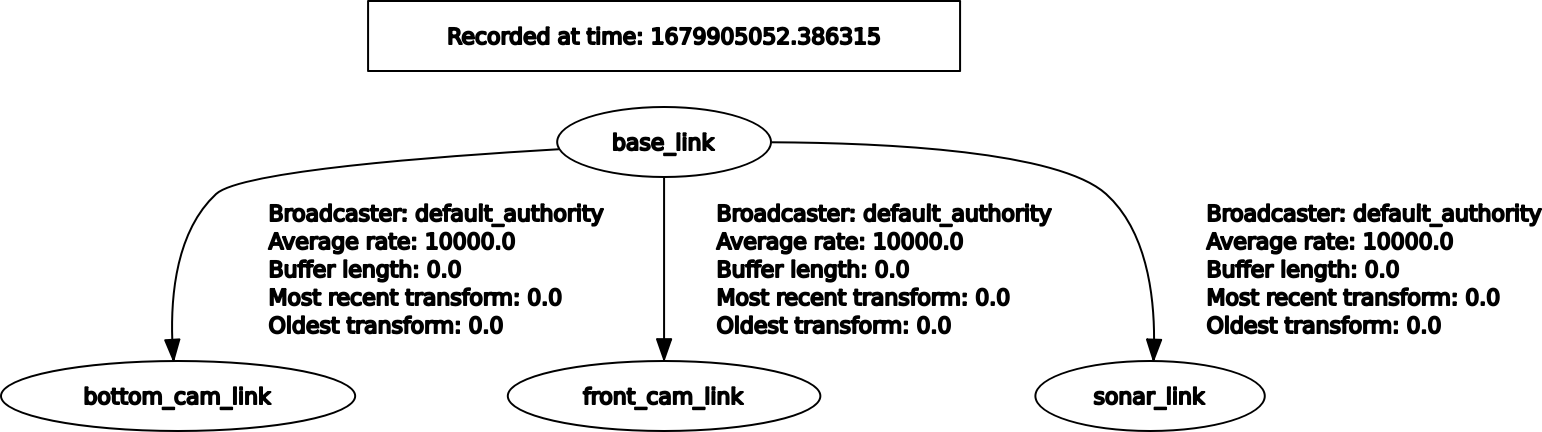 Recorded at time: 1679905052.386315
base_link
Broadcaster: default_authority
Average rate: 10000.0
Buffer length: 0.0
Most recent transform: 0.0
Oldest transform: 0.0
Broadcaster: default_authority
Average rate: 10000.0
Buffer length: 0.0
Most recent transform: 0.0
Oldest transform: 0.0
Broadcaster: default_authority
Average rate: 10000.0
Buffer length: 0.0
Most recent transform: 0.0
Oldest transform: 0.0
bottom_cam_link
front_cam_link
sonar_link